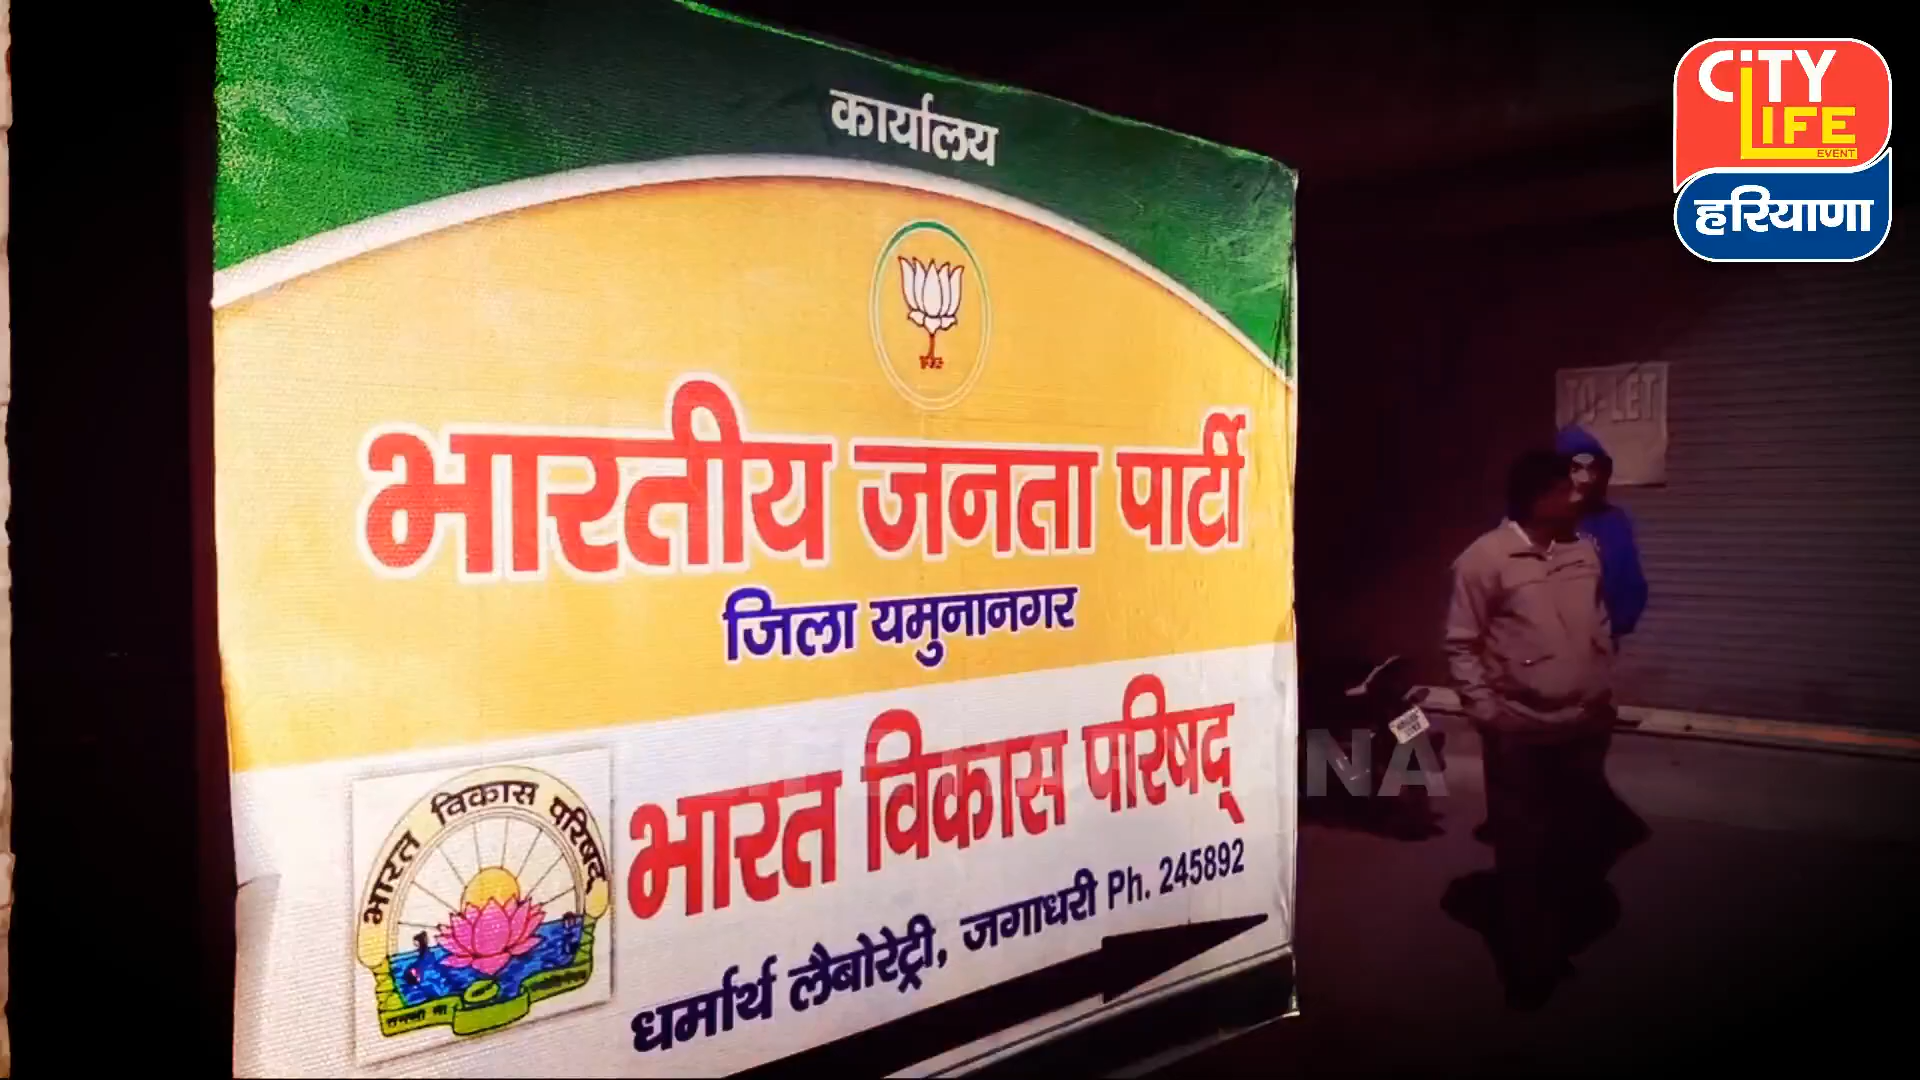 CiTY
LIFE
EVENT
हरियाणा
कार्यालय
भारतीय जनता पार्टी
जिला यमुनानगर
भारत विकास परिषद्
भारत विकास परिषद्
धर्मार्थ लैबोरेट्री, जगाधरी Ph. 245892
TO-LET